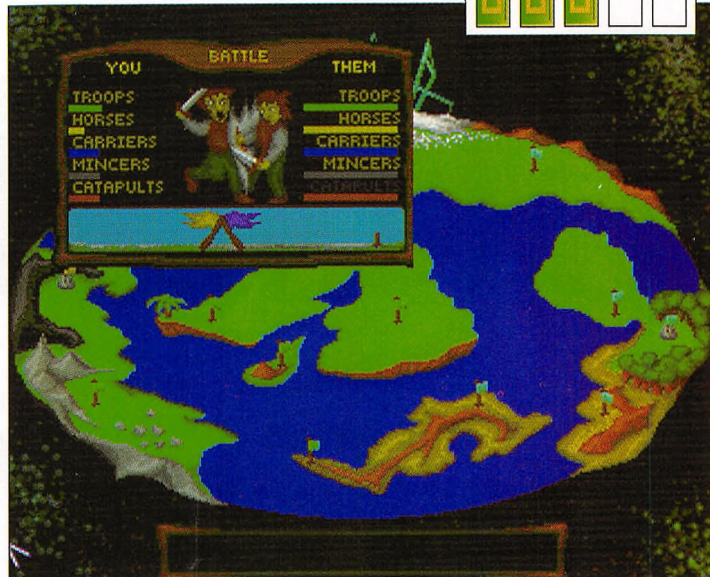 BATTLE
YOU THEM
TROOPS TROOPS
HORSES HORSES
CARRIERS CARRIERS
MINCERS MINCERS
CATAPULTS CATAPULTS